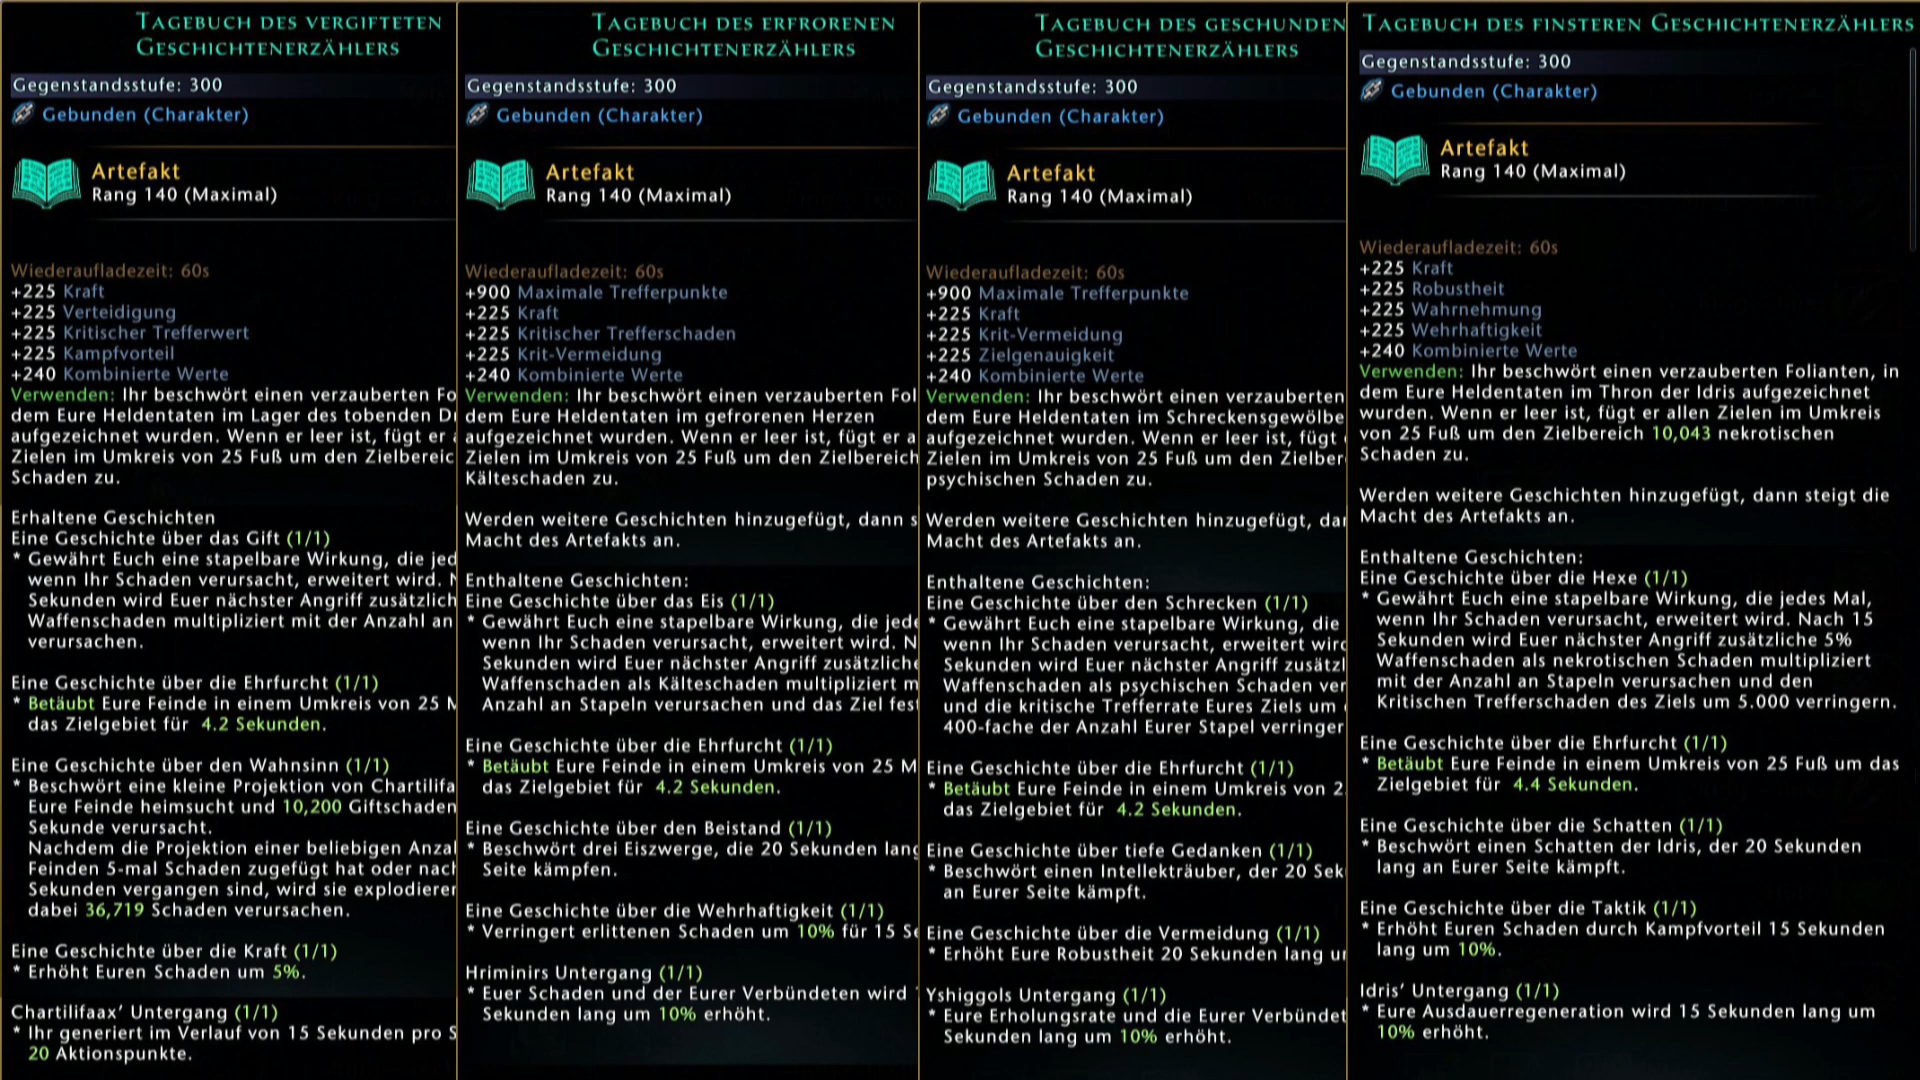 TAGEBUCH DES VERGIFTETEN
GESCHICHTENERZÄHLERS
Gegenstandsstufe: 300
Gebunden (Charakter)
Artefakt
Rang 140 (Maximal)
Wiederaufladezeit: 60s
+225 Kraft
+225 Verteidigung
+225 Kritischer Trefferwert
+225 Kampfvorteil
+240 Kombinierte Werte
Verwenden: Ihr beschwört einen verzauberten Fo
dem Eure Heldentaten im Lager des tobenden D
aufgezeichnet wurden. Wenn er leer ist, fügt er
Zielen im Umkreis von 25 Fuß um den Zielbereic
Schaden zu.
Erhaltene Geschichten
Eine Geschichte über das Gift (1/1)
* Gewährt Euch eine stapelbare Wirkung, die jed
wenn Ihr Schaden verursacht, erweitert wird. N
Sekunden wird Euer nächster Angriff zusätzlich
Waffenschaden multipliziert mit der Anzahl an
verursachen.
Eine Geschichte über die Ehrfurcht (1/1)
* Betäubt Eure Feinde in einem Umkreis von 25 M
das Zielgebiet für 4.2 Sekunden.
Eine Geschichte über den Wahnsinn (1/1)
* Beschwört eine kleine Projektion von Chartilifa
Eure Feinde heimsucht und 10,200 Giftschaden
Sekunde verursacht.
Nachdem die Projektion einer beliebigen Anzal
Feinden 5-mal Schaden zugefügt hat oder nach
Sekunden vergangen sind, wird sie explodierer
dabei 36,719 Schaden verursachen.
Eine Geschichte über die Kraft (1/1)
* Erhöht Euren Schaden um 5%.
Chartilifaax' Untergang (1/1)
* Ihr generiert im Verlauf von 15 Sekunden pro S
20 Aktionspunkte.
TAGEBUCH DES ERFRORENEN
GESCHICHTENERZÄHLERS
Gegenstandsstufe: 300
Gebunden (Charakter)
Artefakt
Rang 140 (Maximal)
Wiederaufladezeit: 60s
+900 Maximale Trefferpunkte
+225 Kraft
+225 Kritischer Trefferschaden
+225 Krit-Vermeidung
+240 Kombinierte Werte
Verwenden: Ihr beschwört einen verzauberten Fol
dem Eure Heldentaten im gefrorenen Herzen
aufgezeichnet wurden. Wenn er leer ist, fügt er a
Zielen im Umkreis von 25 Fuß um den Zielbereich
Kälteschaden zu.
Werden weitere Geschichten hinzugefügt, dann s
Macht des Artefakts an.
Enthaltene Geschichten:
Eine Geschichte über das Eis (1/1)
* Gewährt Euch eine stapelbare Wirkung, die jede
wenn Ihr Schaden verursacht, erweitert wird. N
Sekunden wird Euer nächster Angriff zusätzliche
Waffenschaden als Kälteschaden multipliziert m
Anzahl an Stapeln verursachen und das Ziel fest
Eine Geschichte über die Ehrfurcht (1/1)
* Betäubt Eure Feinde in einem Umkreis von 25 M
das Zielgebiet für 4.2 Sekunden.
Eine Geschichte über den Beistand (1/1)
* Beschwört drei Eiszwerge, die 20 Sekunden lang
Seite kämpfen.
Eine Geschichte über die Wehrhaftigkeit (1/1)
* Verringert erlittenen Schaden um 10% für 15 Se
Hriminirs Untergang (1/1)
* Euer Schaden und der Eurer Verbündeten wird
Sekunden lang um 10% erhöht.
TAGEBUCH DES GESCHUNDEN
GESCHICHTENERZÄHLERS
Gegenstandsstufe: 300
Gebunden (Charakter)
Artefakt
Rang 140 (Maximal)
Wiederaufladezeit: 60s
+900 Maximale Trefferpunkte
+225 Kraft
+225 Krit-Vermeidung
+225 Zielgenauigkeit
+240 Kombinierte Werte
Verwenden: Ihr beschwört einen verzauberten
dem Eure Heldentaten im Schreckensgewölbe
aufgezeichnet wurden. Wenn er leer ist, fügt
Zielen im Umkreis von 25 Fuß um den Zielber
psychischen Schaden zu.
Werden weitere Geschichten hinzugefügt, dar
Macht des Artefakts an.
Enthaltene Geschichten:
Eine Geschichte über den Schrecken (1/1)
* Gewährt Euch eine stapelbare Wirkung, die
wenn Ihr Schaden verursacht, erweitert wird
Sekunden wird Euer nächster Angriff zusätzl
Waffenschaden als psychischen Schaden ver
und die kritische Trefferrate Eures Ziels um
400-fache der Anzahl Eurer Stapel verringer
Eine Geschichte über die Ehrfurcht (1/1)
* Betäubt Eure Feinde in einem Umkreis von 2
das Zielgebiet für 4.2 Sekunden.
Eine Geschichte über tiefe Gedanken (1/1)
* Beschwört einen Intellekträuber, der 20 Sek
an Eurer Seite kämpft.
Eine Geschichte über die Vermeidung (1/1)
* Erhöht Eure Robustheit 20 Sekunden lang ur
Yshiggols Untergang (1/1)
* Eure Erholungsrate und die Eurer Verbündet
Sekunden lang um 10% erhöht.
TAGEBUCH DES FINSTEREN GESCHICHTENERZÄHLERS
Gegenstandsstufe: 300
Gebunden (Charakter)
Artefakt
Rang 140 (Maximal)
Wiederaufladezeit: 60s
+225 Kraft
+225 Robustheit
+225 Wahrnehmung
+225 Wehrhaftigkeit
+240 Kombinierte Werte
Verwenden: Ihr beschwört einen verzauberten Folianten, in
dem Eure Heldentaten im Thron der Idris aufgezeichnet
wurden. Wenn er leer ist, fügt er allen Zielen im Umkreis
von 25 Fuß um den Zielbereich 10,043 nekrotischen
Schaden zu.
Werden weitere Geschichten hinzugefügt, dann steigt die
Macht des Artefakts an.
Enthaltene Geschichten:
Eine Geschichte über die Hexe (1/1)
* Gewährt Euch eine stapelbare Wirkung, die jedes Mal,
wenn Ihr Schaden verursacht, erweitert wird. Nach 15
Sekunden wird Euer nächster Angriff zusätzliche 5%
Waffenschaden als nekrotischen Schaden multipliziert
mit der Anzahl an Stapeln verursachen und den
Kritischen Trefferschaden des Ziels um 5.000 verringern.
Eine Geschichte über die Ehrfurcht (1/1)
* Betäubt Eure Feinde in einem Umkreis von 25 Fuß um das
Zielgebiet für 4.4 Sekunden.
Eine Geschichte über die Schatten (1/1)
* Beschwört einen Schatten der Idris, der 20 Sekunden
lang an Eurer Seite kämpft.
Eine Geschichte über die Taktik (1/1)
* Erhöht Euren Schaden durch Kampfvorteil 15 Sekunden
lang um 10%.
Idris' Untergang (1/1)
* Eure Ausdauerregeneration wird 15 Sekunden lang um
10% erhöht.